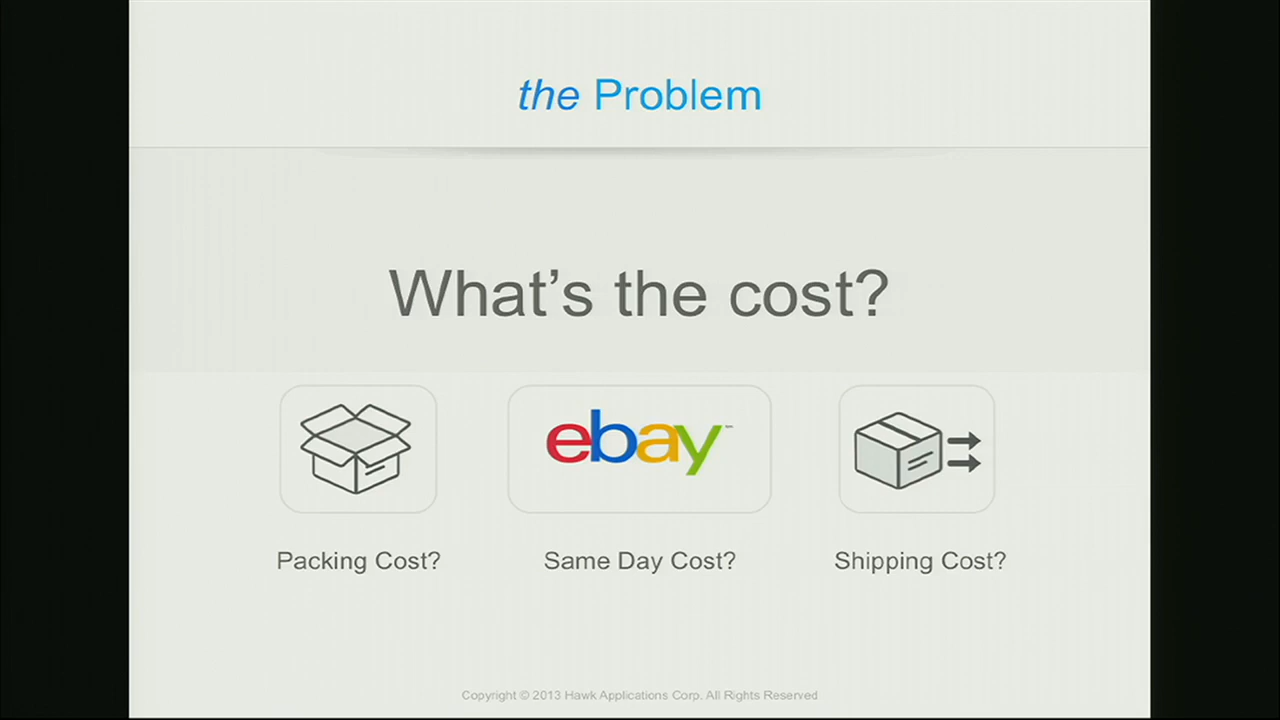 the Problem
What's the cost?
ebay
Packing Cost?
Same Day Cost?
Shipping Cost?
Copyright © 2013 Hawk Applications Corp. All Rights Reserved